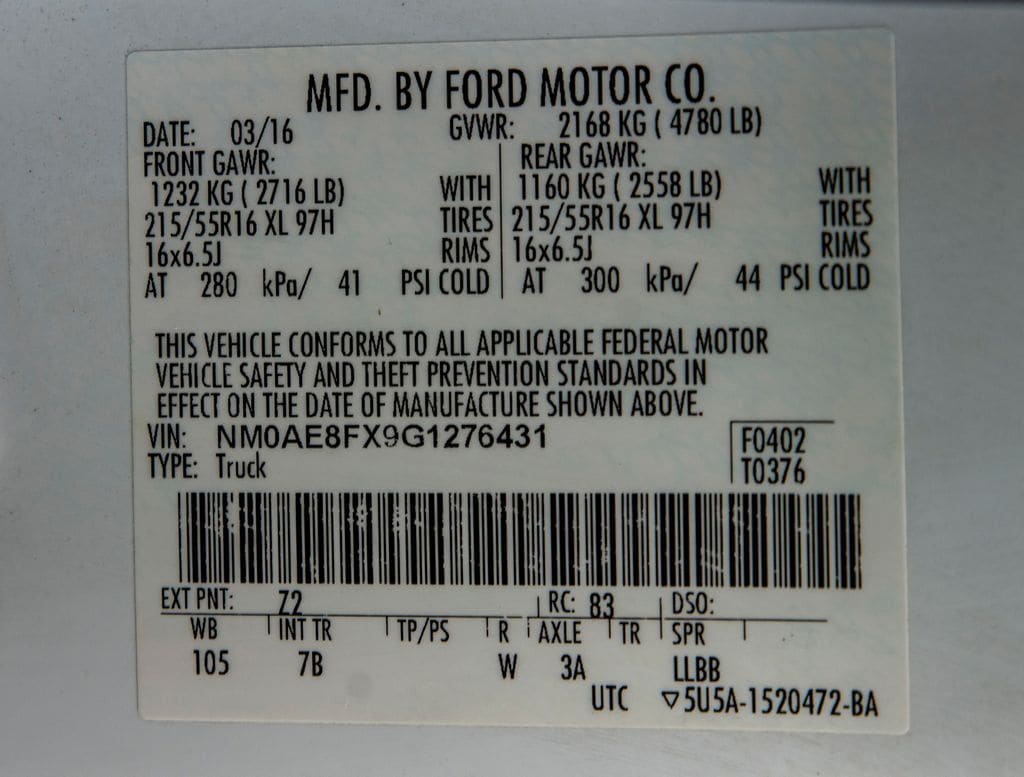 MFD. BY FORD MOTOR CO.
DATE: 03/16 GVWR: 2168 KG ( 4780 LB)
FRONT GAWR: REAR GAWR:
1232 KG ( 2716 LB) WITH 1160 KG ( 2558 LB) WITH
215/55R16 XL 97H TIRES 215/55R16 XL 97H TIRES
16x6.5J RIMS 16x6.5J RIMS
AT 280 kPa/ 41 PSI COLD AT 300 kPa/ 44 PSI COLD
THIS VEHICLE CONFORMS TO ALL APPLICABLE FEDERAL MOTOR
VEHICLE SAFETY AND THEFT PREVENTION STANDARDS IN
EFFECT ON THE DATE OF MANUFACTURE SHOWN ABOVE.
VIN: NM0AE8FX9G1276431 F0402
TYPE: Truck T0376
EXT PNT: Z2 RC: 83 DSO:
WB INT TR TP/PS R AXLE TR SPR
105 7B W 3A LLBB
UTC ▽5U5A-1520472-BA